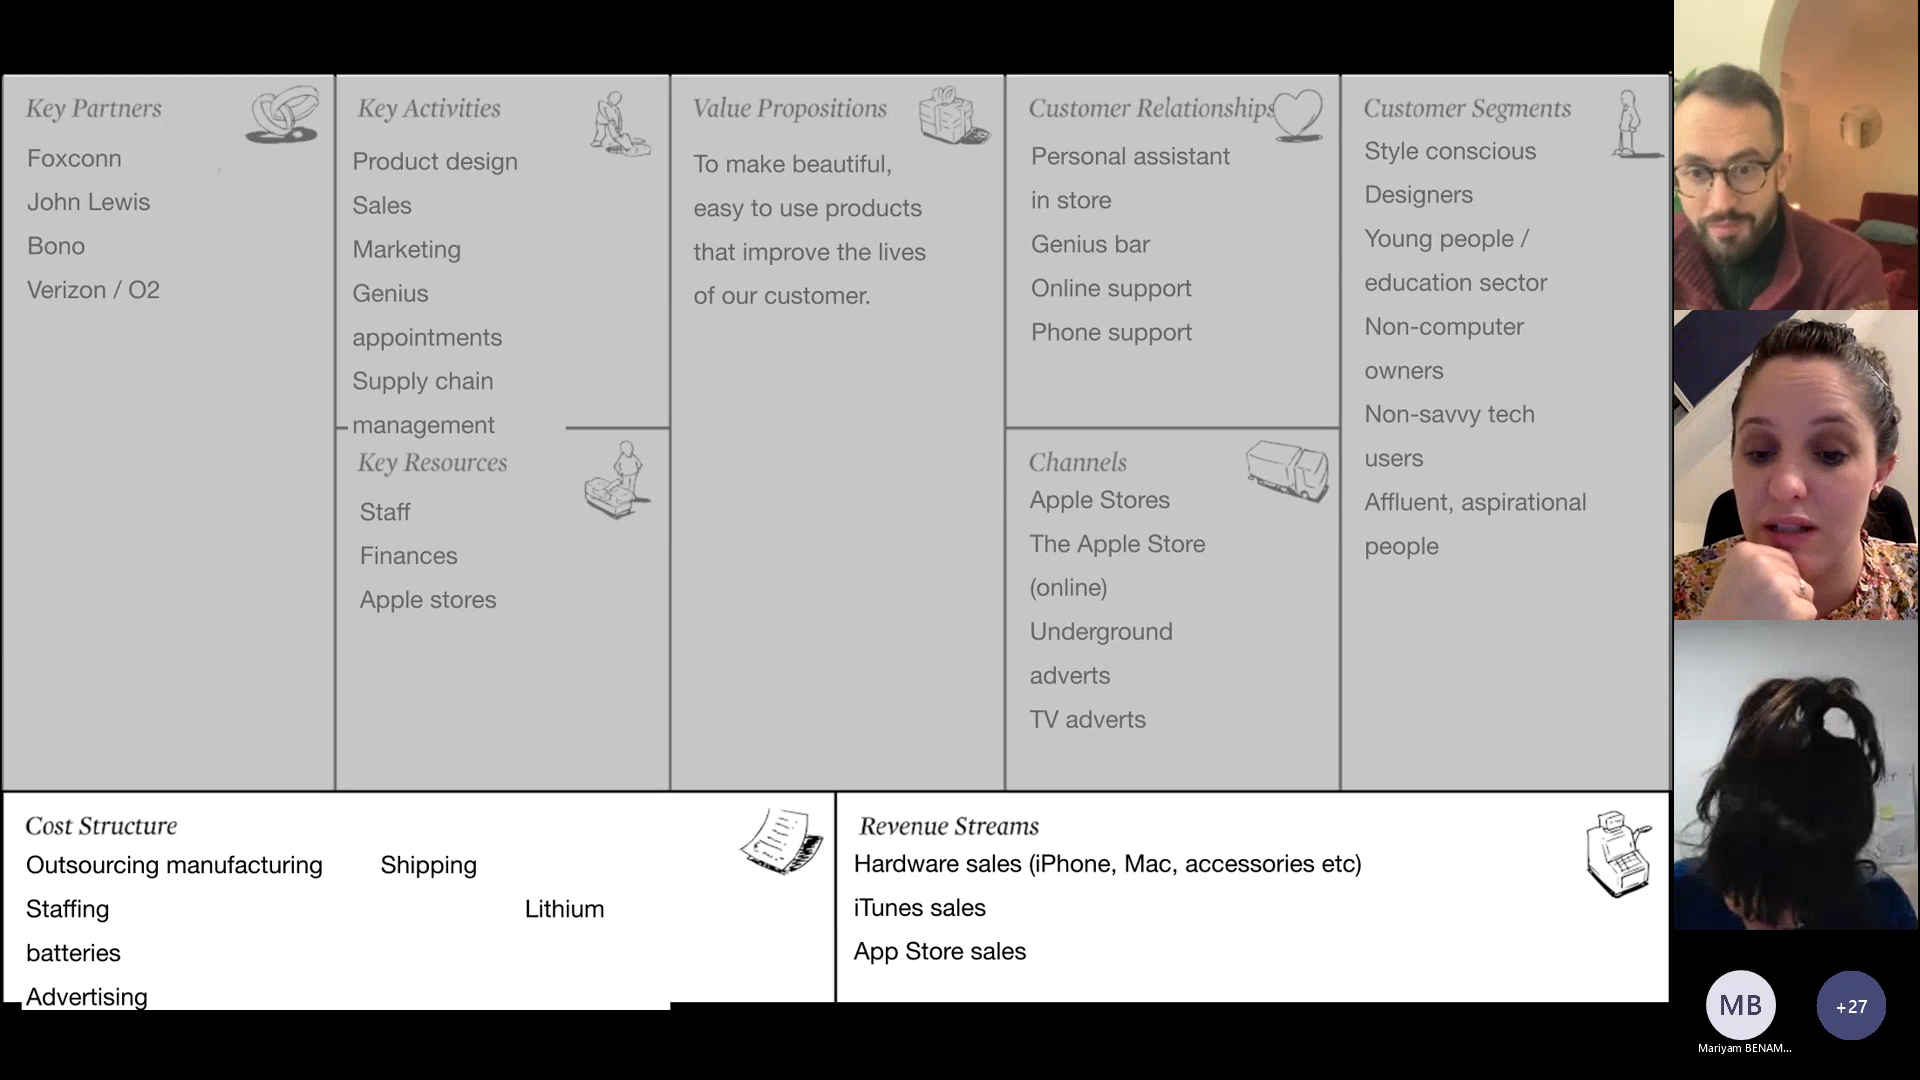 Key Partners
Foxconn
John Lewis
Bono
Verizon / O2
Key Activities
Product design
Sales
Marketing
Genius
appointments
Supply chain
management
Key Resources
Staff
Finances
Apple stores
Value Propositions
To make beautiful,
easy to use products
that improve the lives
of our customer.
Customer Relationships
Personal assistant
in store
Genius bar
Online support
Phone support
Channels
Apple Stores
The Apple Store
(online)
Underground
adverts
TV adverts
Customer Segments
Style conscious
Designers
Young people /
education sector
Non-computer
owners
Non-savvy tech
users
Affluent, aspirational
people
Cost Structure
Outsourcing manufacturing Shipping
Staffing Lithium
batteries
Advertising
Revenue Streams
Hardware sales (iPhone, Mac, accessories etc)
iTunes sales
App Store sales
MB
Mariyam BENAM...
+27